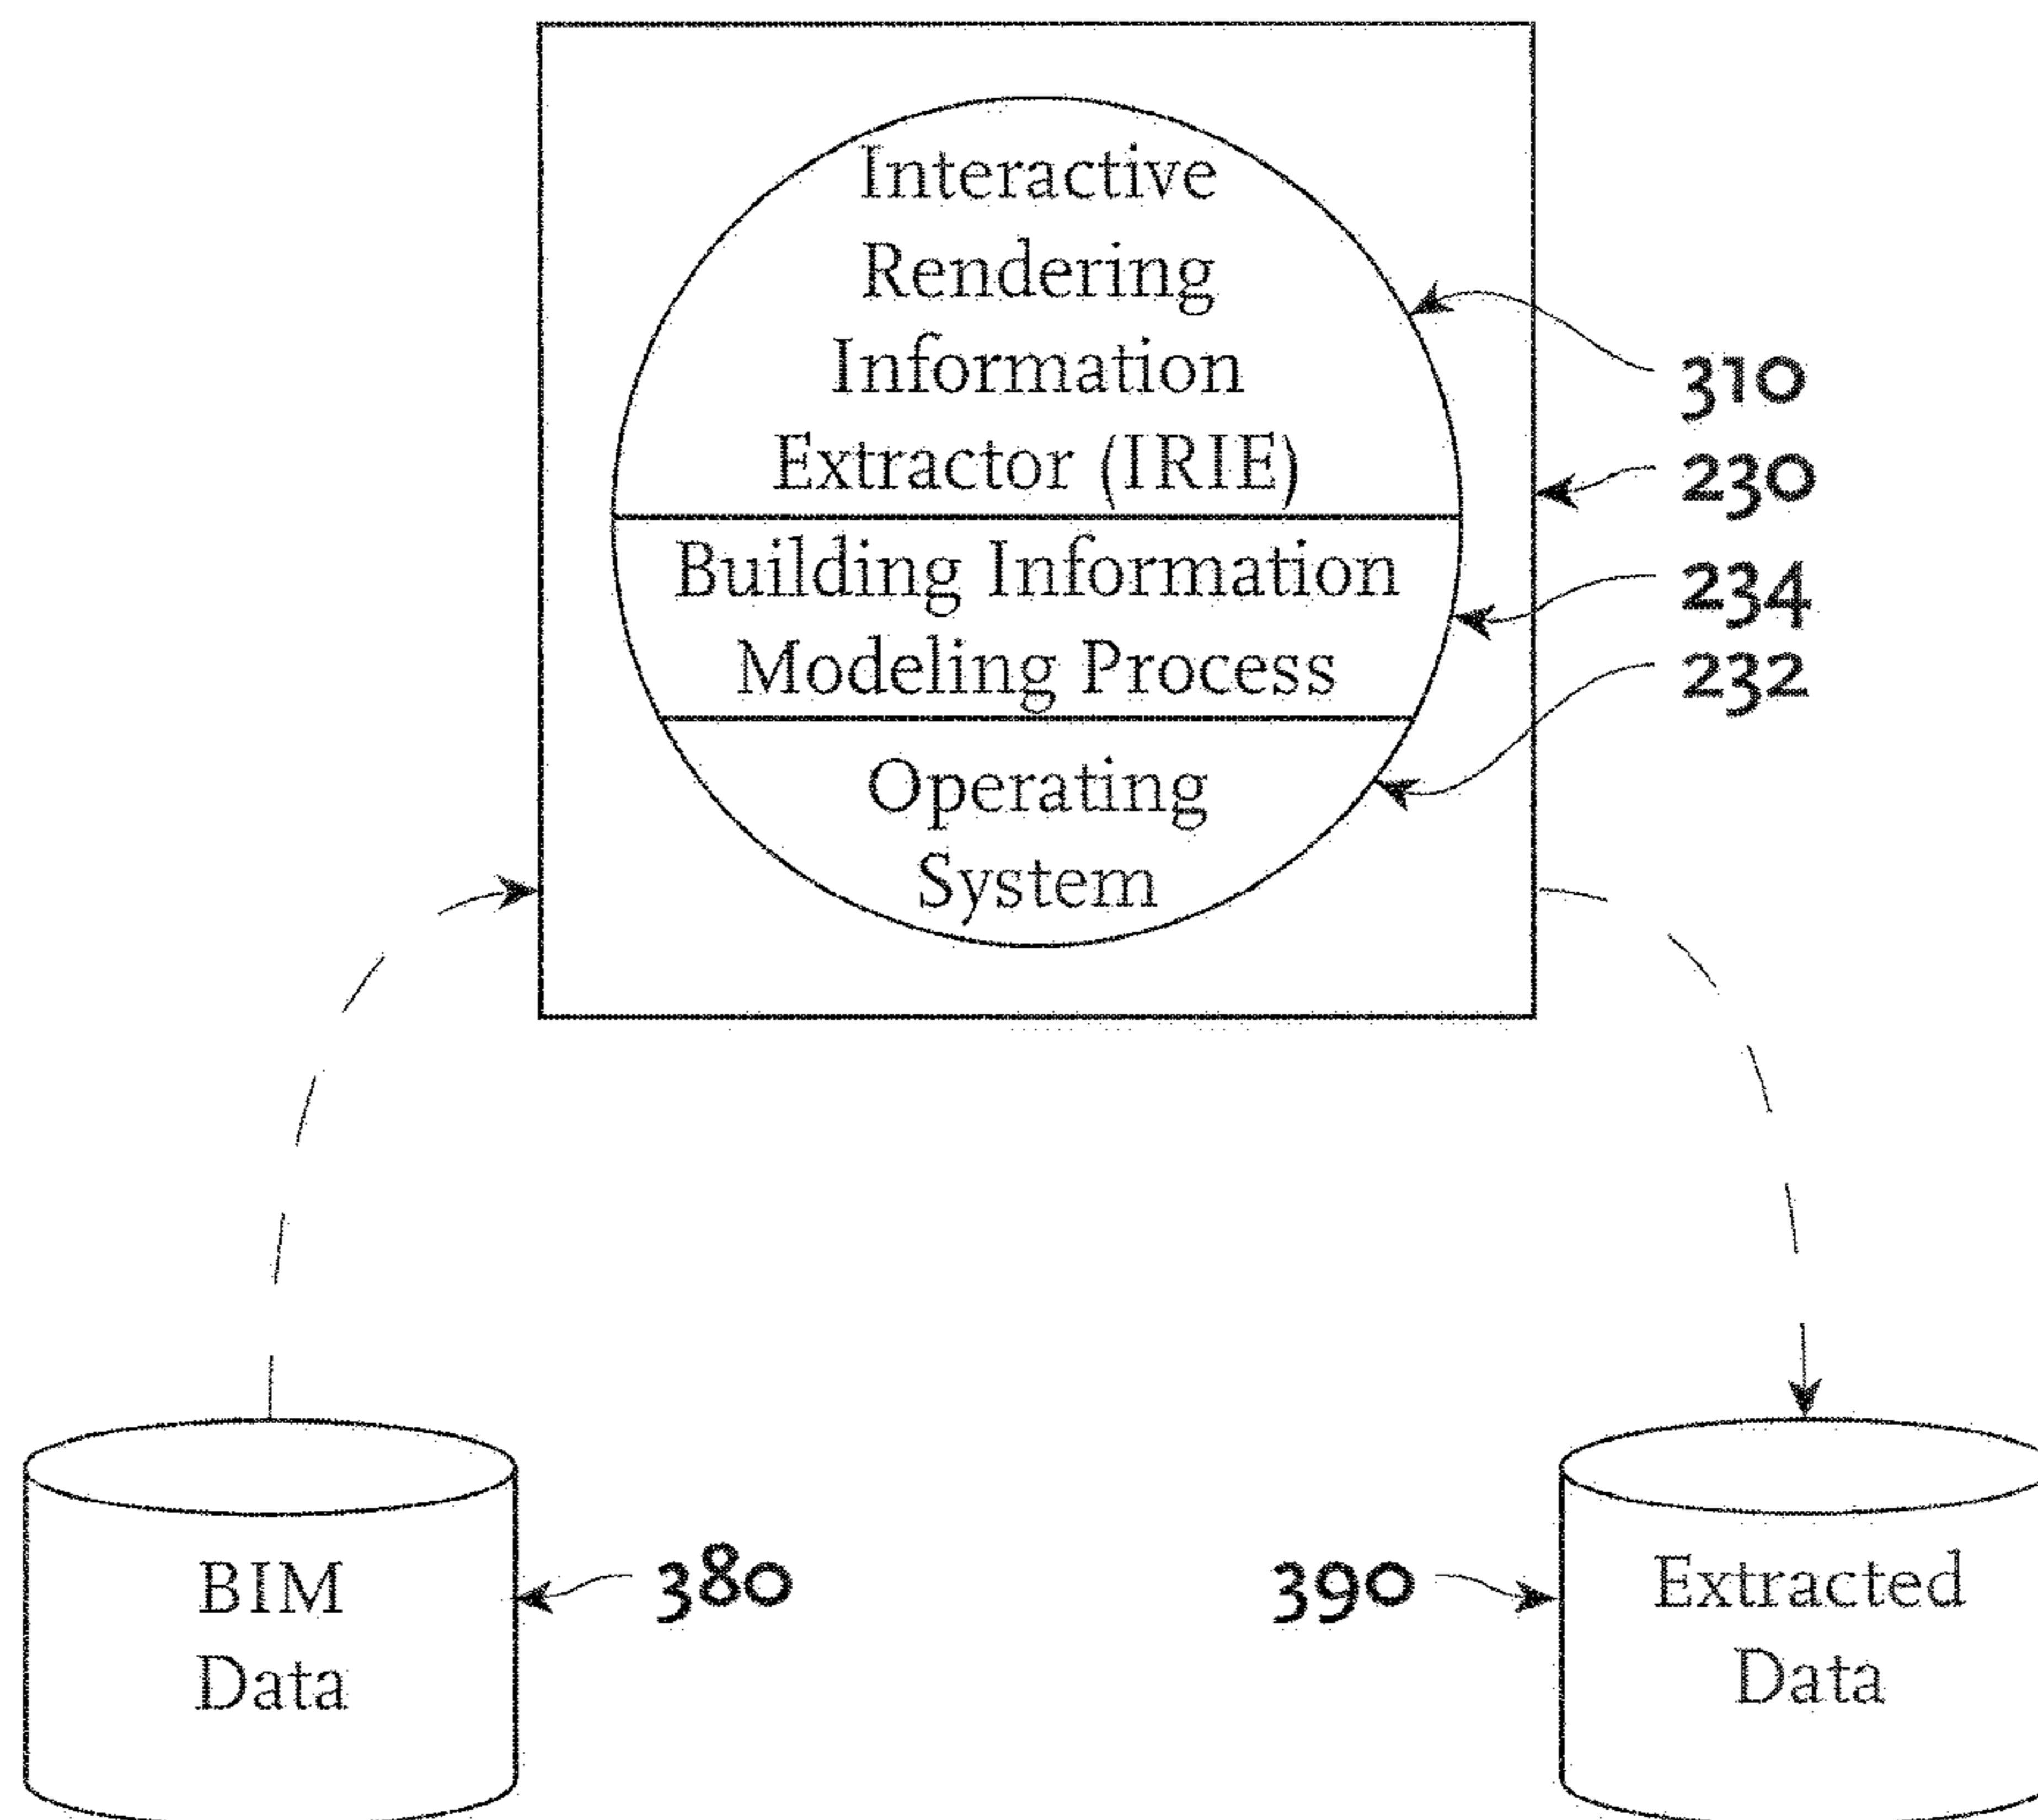 Interactive
Rendering
Information
Extractor (IRIE)
Building Information
Modeling Process
Operating
System
310
230
234
232
BIM
Data
380
390
Extracted
Data